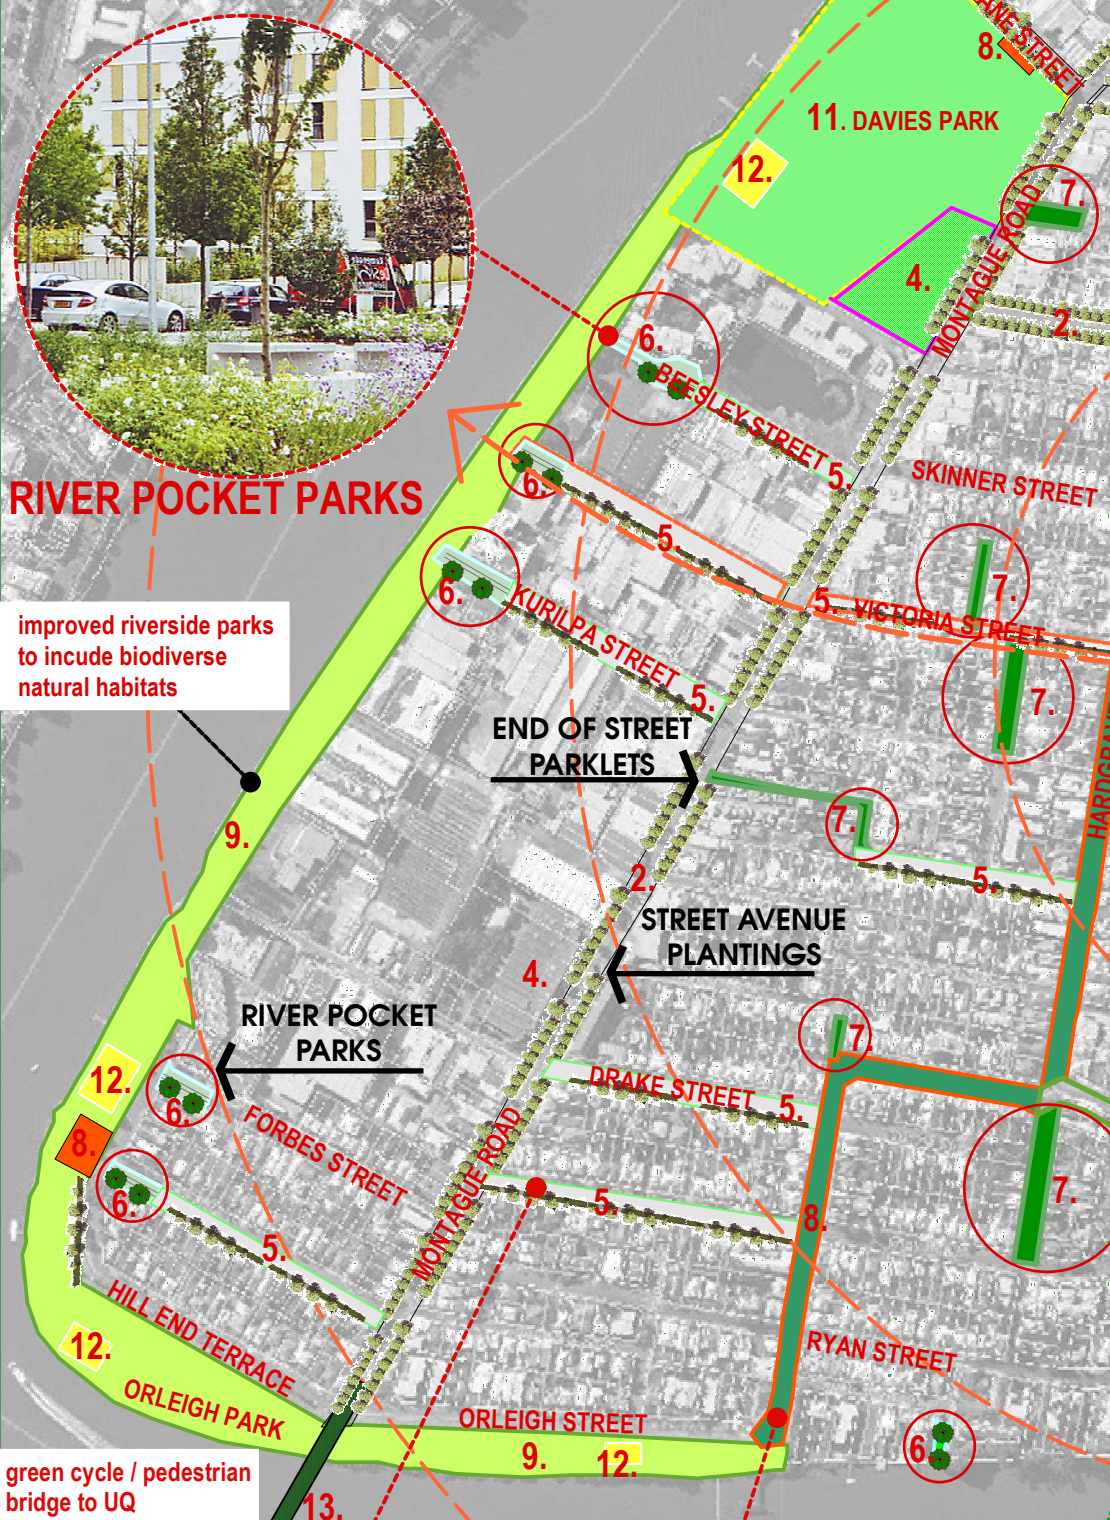 LANE STREET
8.
11. DAVIES PARK
12.
7.
4.
MONTAGUE ROAD
2.
6.
BEESLEY STREET
5.
SKINNER STREET
RIVER POCKET PARKS
6.
5.
7.
5.
VICTORIA STREET
6.
KURILPA STREET
5.
7.
improved riverside parks
to incude biodiverse
natural habitats
END OF STREET
PARKLETS
HARDGRAV
7.
9.
2.
5.
STREET AVENUE
PLANTINGS
4.
RIVER POCKET
PARKS
7.
12.
6.
DRAKE STREET
5.
8.
FORBES STREET
MONTAGUE ROAD
6.
5.
8.
7.
5.
HILL END TERRACE
12.
RYAN STREET
ORLEIGH PARK
ORLEIGH STREET
9.
12.
6.
green cycle / pedestrian
bridge to UQ
13.